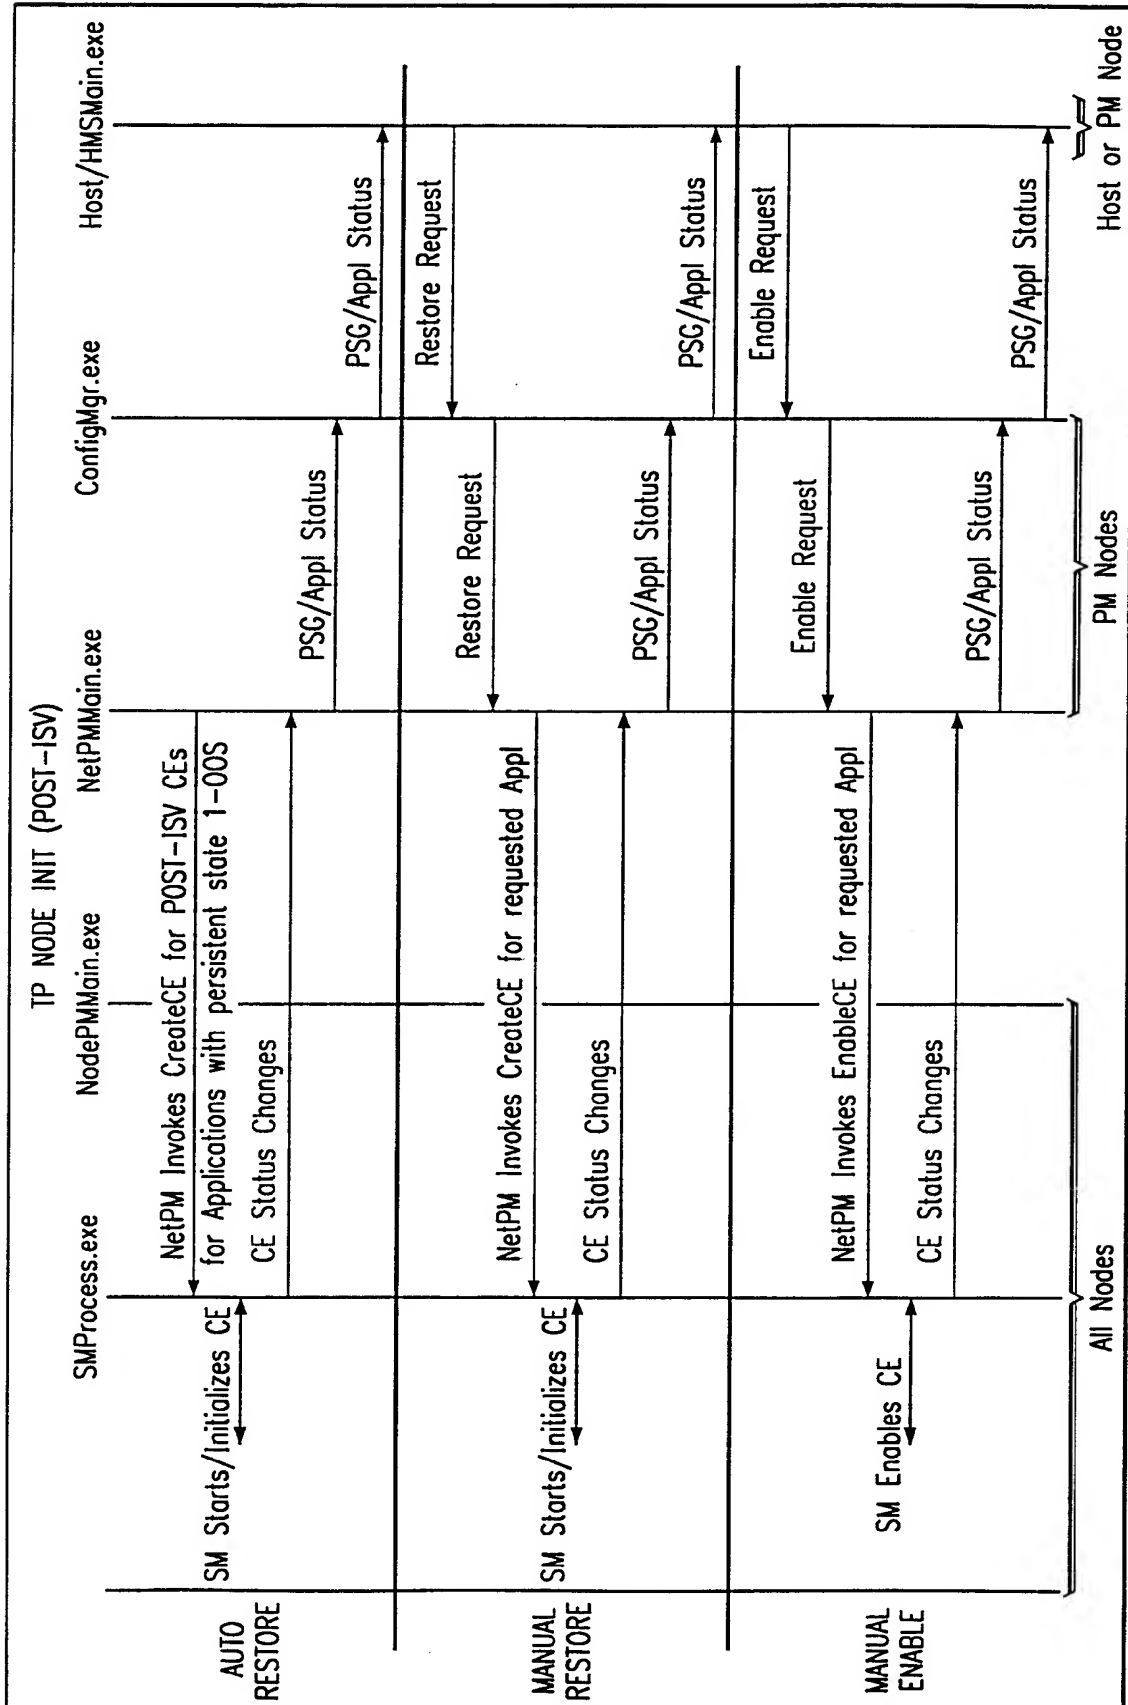 TP NODE INIT (POST-ISV)
SMProcess.exe
NodePMMain.exe
NetPMMain.exe
ConfigMgr.exe
Host/HMSMain.exe
AUTO
RESTORE
NetPM Invokes CreateCE for POST-ISV CEs
for Applications with persistent state 1-OOS
SM Starts/Initializes CE
CE Status Changes
PSG/Appl Status
PSG/Appl Status
MANUAL
RESTORE
Restore Request
Restore Request
NetPM Invokes CreateCE for requested Appl
SM Starts/Initializes CE
CE Status Changes
PSG/Appl Status
PSG/Appl Status
MANUAL
ENABLE
Enable Request
Enable Request
NetPM Invokes EnableCE for requested Appl
SM Enables CE
CE Status Changes
PSG/Appl Status
PSG/Appl Status
All Nodes
PM Nodes
Host or PM Node